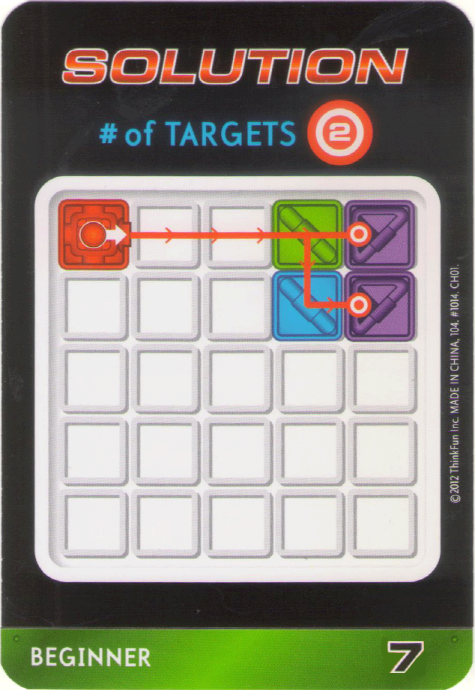 SOLUTION
# of TARGETS 2
©2012 ThinkFun Inc. MADE IN CHINA, 104. #1014. CH01.
BEGINNER 7